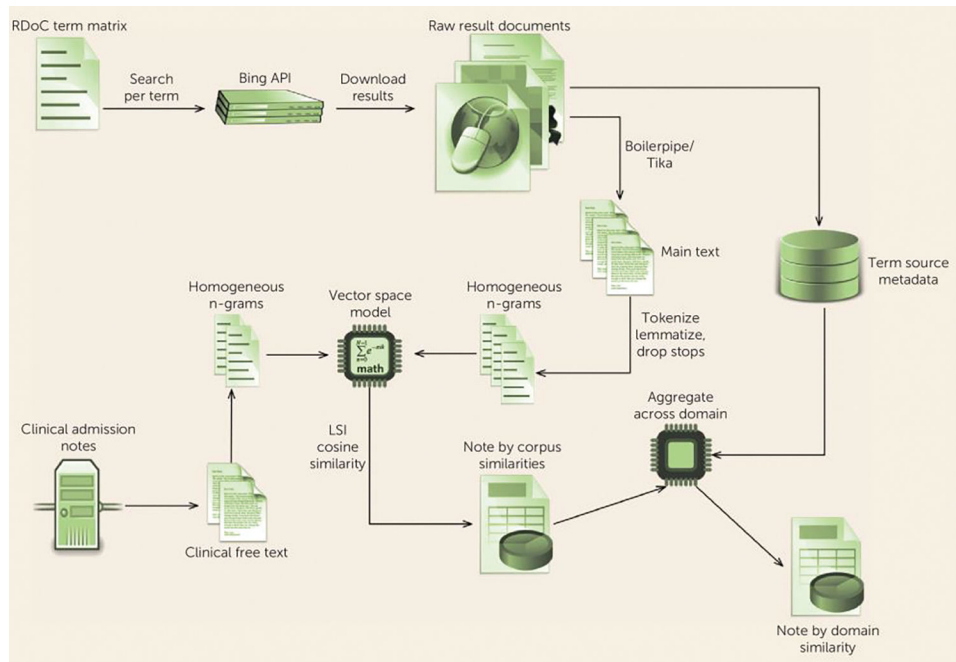 RDoC term matrix
Search
per term
Bing API
Download
results
Raw result documents
Boilerpipe/
Tika
Main text
Term source
metadata
Homogeneous
n-grams
Vector space
model
math
Homogeneous
n-grams
Tokenize
lemmatize,
drop stops
Aggregate
across domain
Clinical admission
notes
LSI
cosine
similarity
Note by corpus
similarities
Clinical free text
Note by domain
similarity